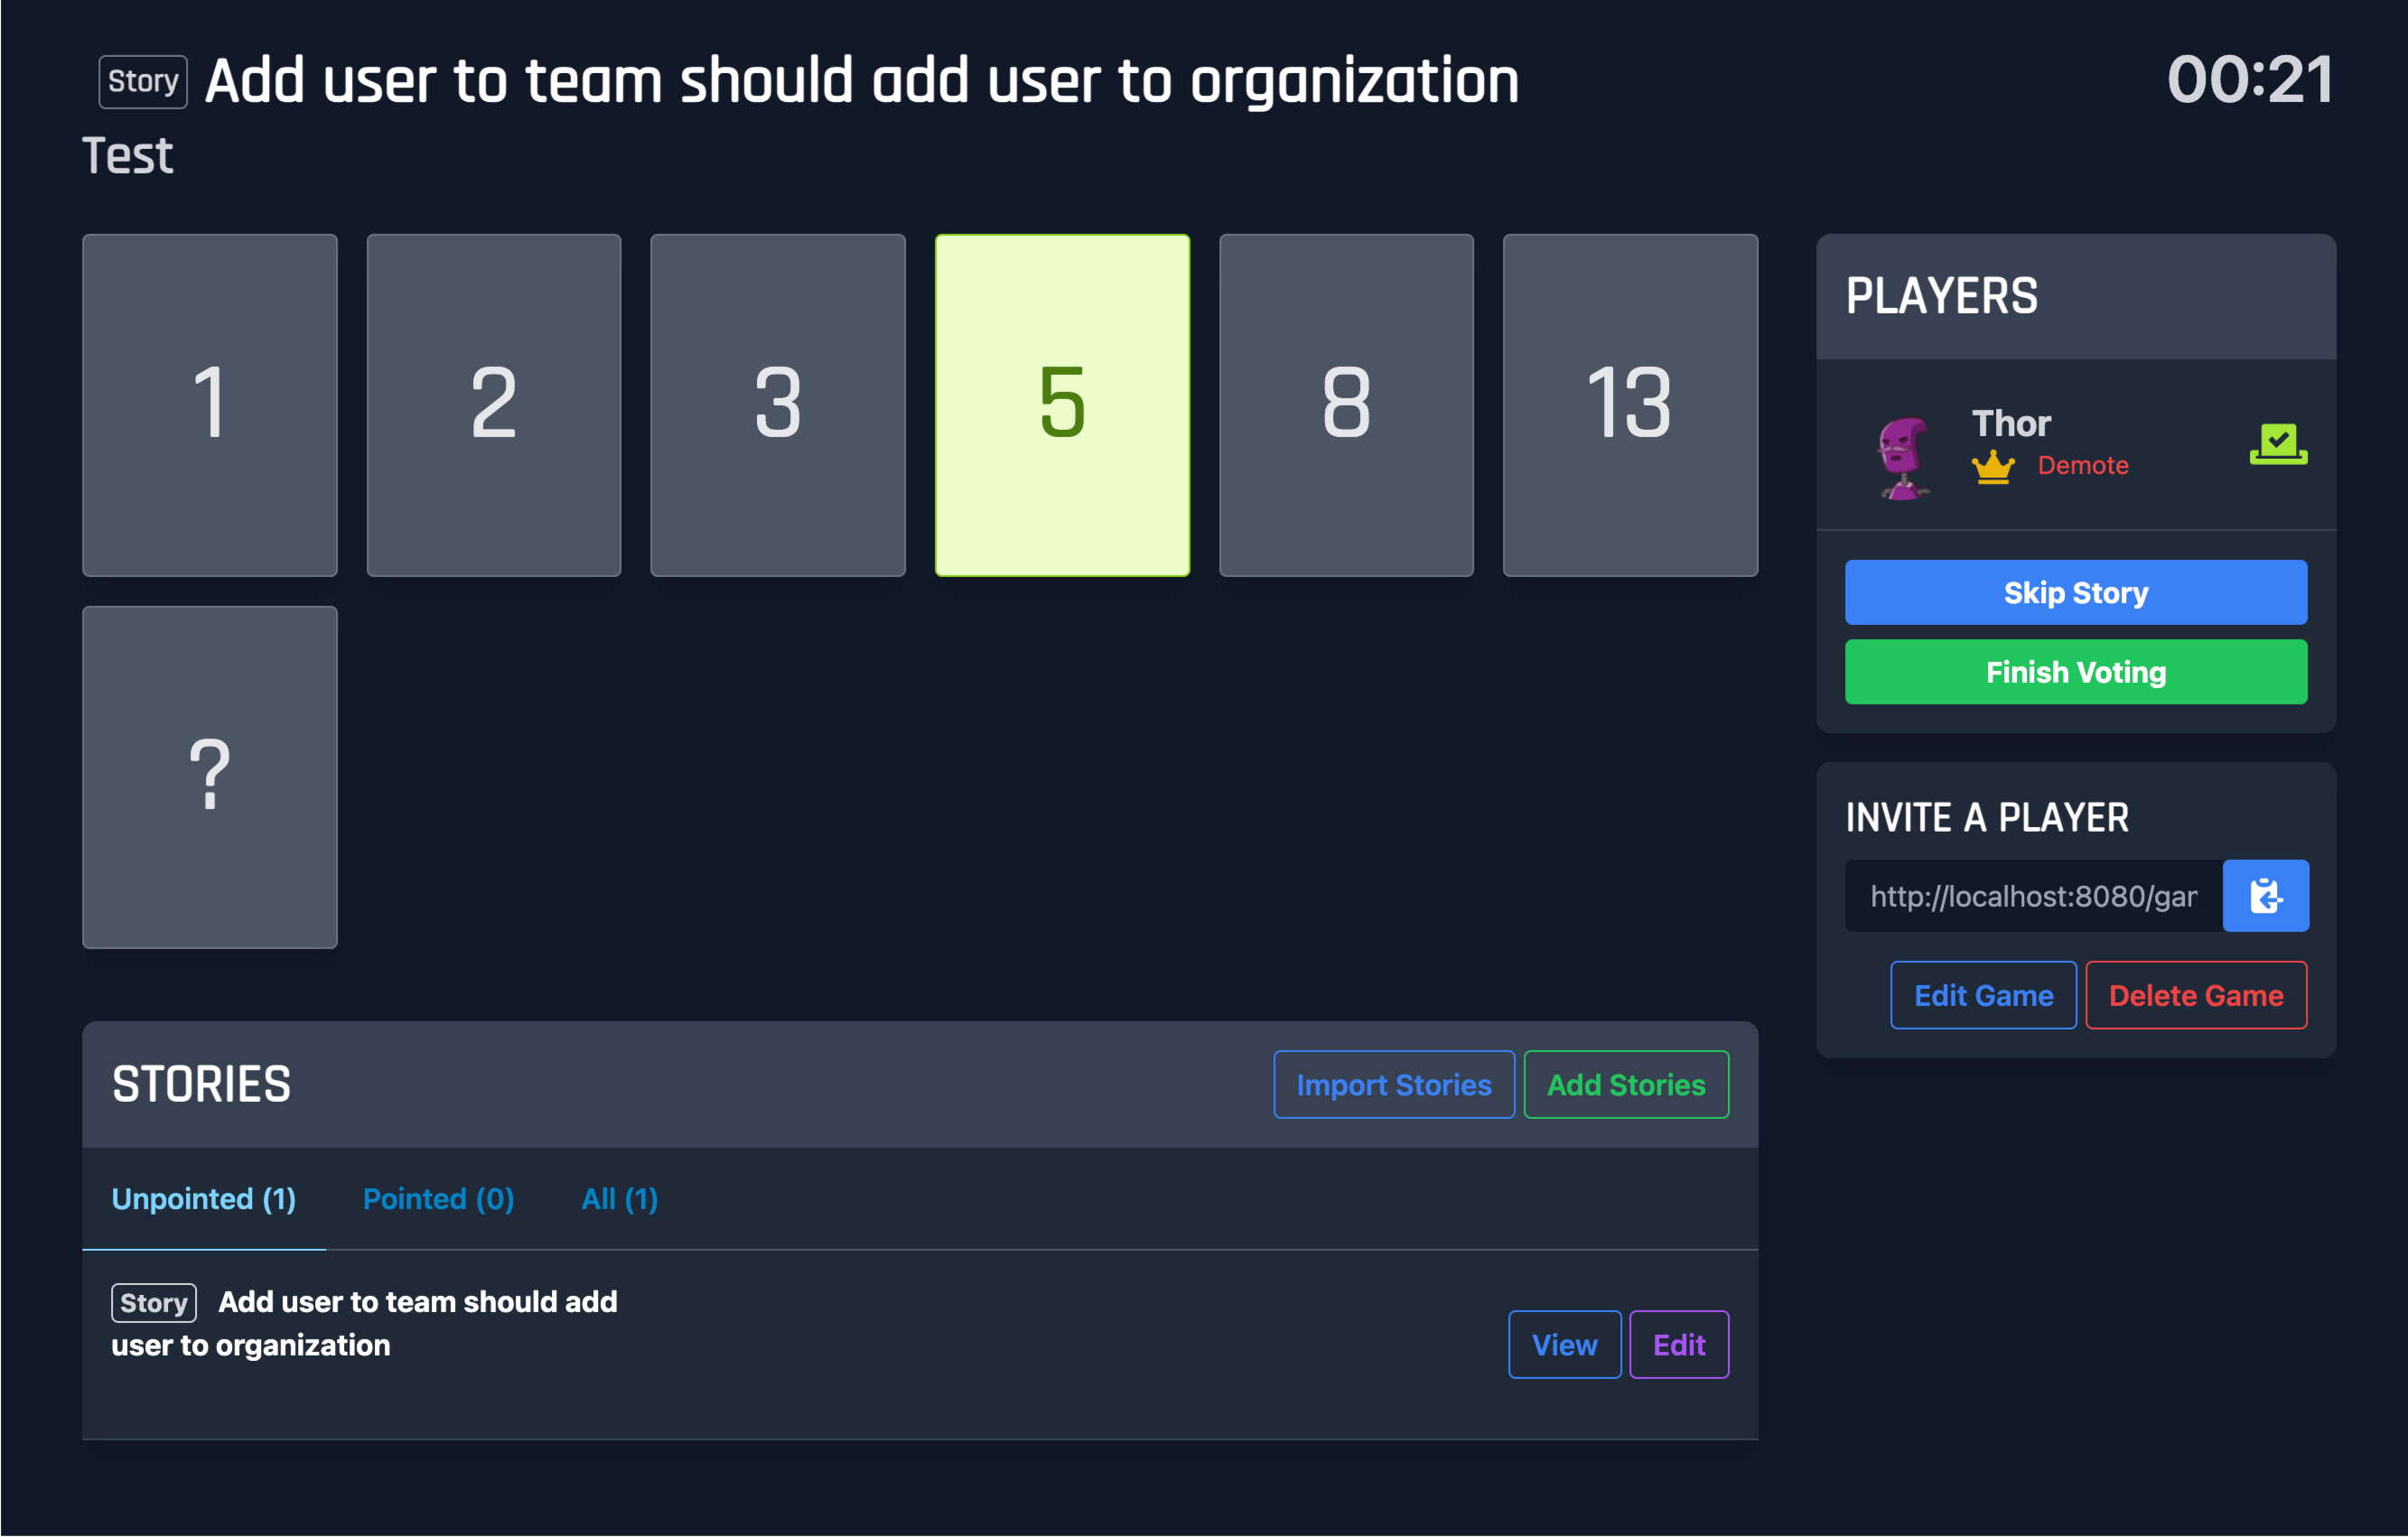 Story Add user to team should add user to organization
00:21
Test
1
2
3
5
8
13
?
PLAYERS
Thor
Demote
Skip Story
Finish Voting
INVITE A PLAYER
http://localhost:8080/gar
Edit Game
Delete Game
STORIES
Import Stories
Add Stories
Unpointed (1)
Pointed (0)
All (1)
Story Add user to team should add
user to organization
View
Edit